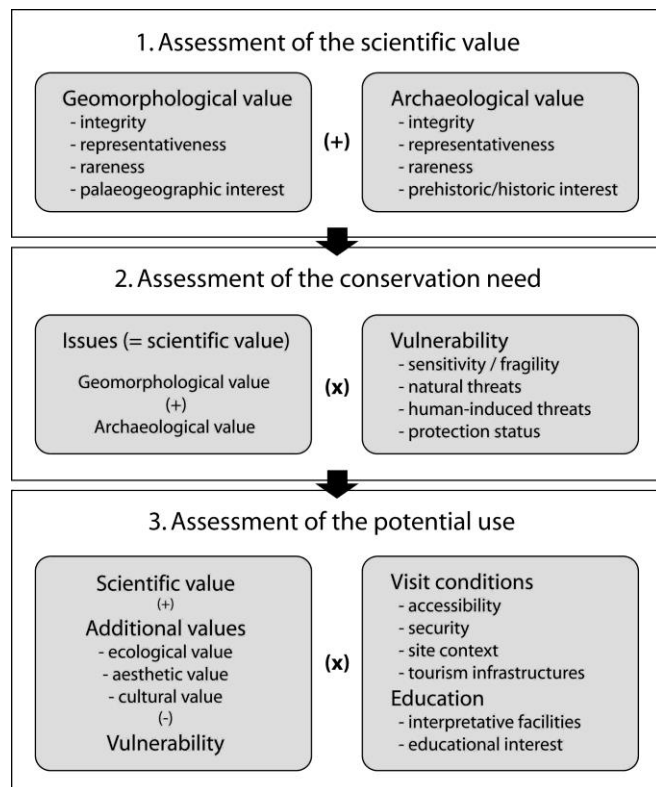 1. Assessment of the scientific value
Geomorphological value
- integrity
- representativeness
- rareness
- palaeogeographic interest
(+)
Archaeological value
- integrity
- representativeness
- rareness
- prehistoric/historic interest
2. Assessment of the conservation need
Issues (= scientific value)
Geomorphological value
(+)
Archaeological value
(x)
Vulnerability
- sensitivity / fragility
- natural threats
- human-induced threats
- protection status
3. Assessment of the potential use
Scientific value
(+)
Additional values
- ecological value
- aesthetic value
- cultural value
(-)
Vulnerability
(x)
Visit conditions
- accessibility
- security
- site context
- tourism infrastructures
Education
- interpretative facilities
- educational interest